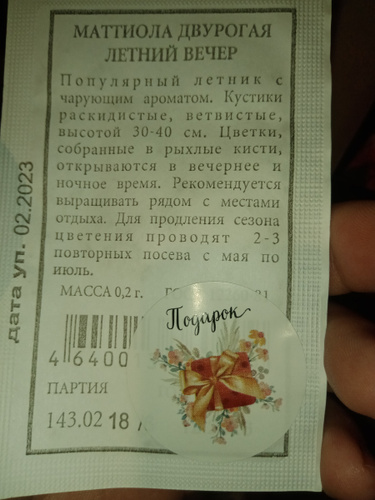 МАТТИОЛА ДВУРОГАЯ
ЛЕТНИЙ ВЕЧЕР
Популярный летник с
чарующим ароматом. Кустики
раскидистые, ветвистые,
высотой 30-40 см. Цветки,
собранные в рыхлые кисти,
открываются в вечернее и
ночное время. Рекомендуется
выращивать рядом с местами
отдыха. Для продления сезона
цветения проводят 2-3
повторных посева с мая по
июль.
МАССА 0,2 г.
Подарок
4 6400
ПАРТИЯ
143.02 18
дата уп. 02.2023